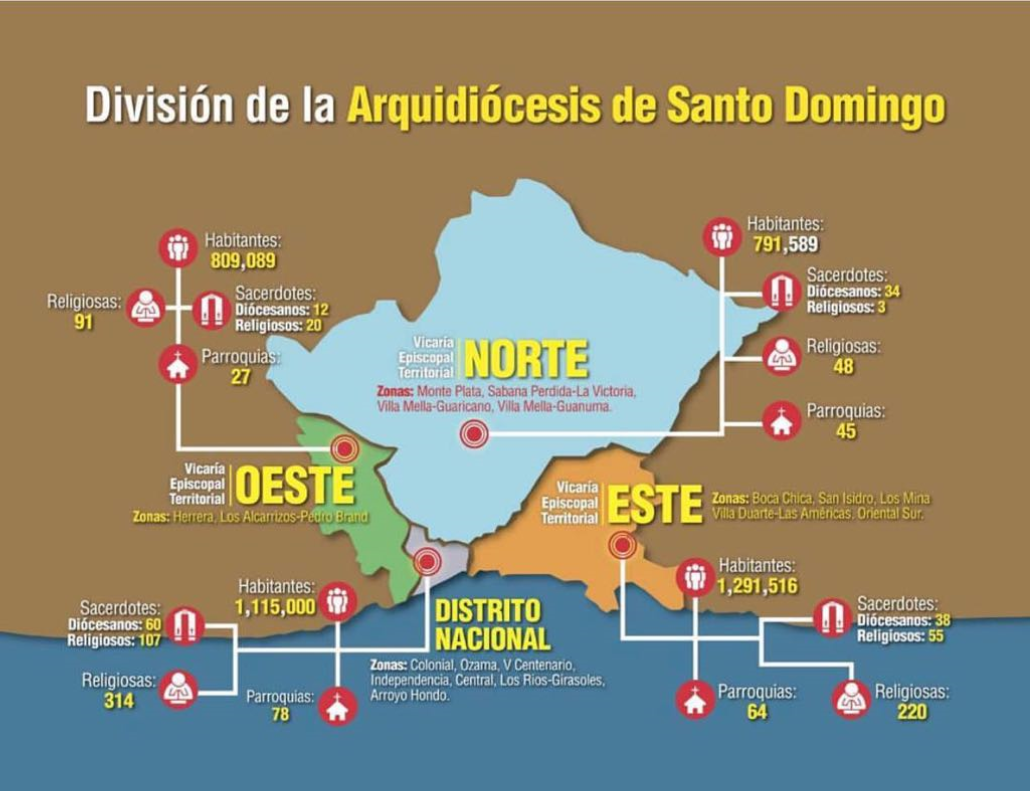 División de la Arquidiócesis de Santo Domingo
Habitantes:
809,089
Religiosas:
91
Sacerdotes:
Diócesanos: 12
Religiosos: 20
Parroquias:
27
Vicaría
Episcopal
Territorial
OESTE
Zonas: Herrera, Los Alcarrizos-Pedro Brand
Vicaría
Episcopal
Territorial
NORTE
Zonas: Monte Plata, Sabana Perdida-La Victoria,
Villa Mella-Guaricano, Villa Mella-Guanuma.
Habitantes:
791,589
Sacerdotes:
Diócesanos: 34
Religiosos: 3
Religiosas:
48
Parroquias:
45
Vicaría
Episcopal
Territorial
ESTE
Zonas: Boca Chica, San Isidro, Los Mina
Villa Duarte-Las Américas, Oriental Sur.
Habitantes:
1,291,516
Sacerdotes:
Diócesanos: 38
Religiosos: 55
Parroquias:
64
Religiosas:
220
Habitantes:
1,115,000
Sacerdotes:
Diócesanos: 60
Religiosos: 107
Religiosas:
314
Parroquias:
78
DISTRITO
NACIONAL
Zonas: Colonial, Ozama, V Centenario,
Independencia, Central, Los Rios-Girasoles,
Arroyo Hondo.